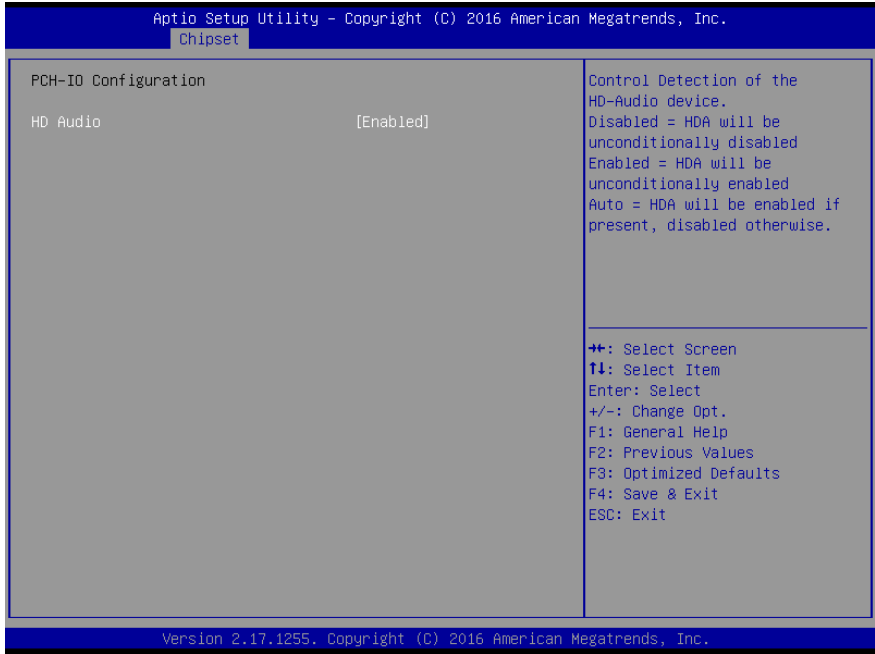 Aptio Setup Utility – Copyright (C) 2016 American Megatrends, Inc.
Chipset
PCH-IO Configuration
HD Audio [Enabled]
Control Detection of the
HD-Audio device.
Disabled = HDA will be
unconditionally disabled
Enabled = HDA will be
unconditionally enabled
Auto = HDA will be enabled if
present, disabled otherwise.
→←: Select Screen
↑↓: Select Item
Enter: Select
+/-: Change Opt.
F1: General Help
F2: Previous Values
F3: Optimized Defaults
F4: Save & Exit
ESC: Exit
Version 2.17.1255. Copyright (C) 2016 American Megatrends, Inc.